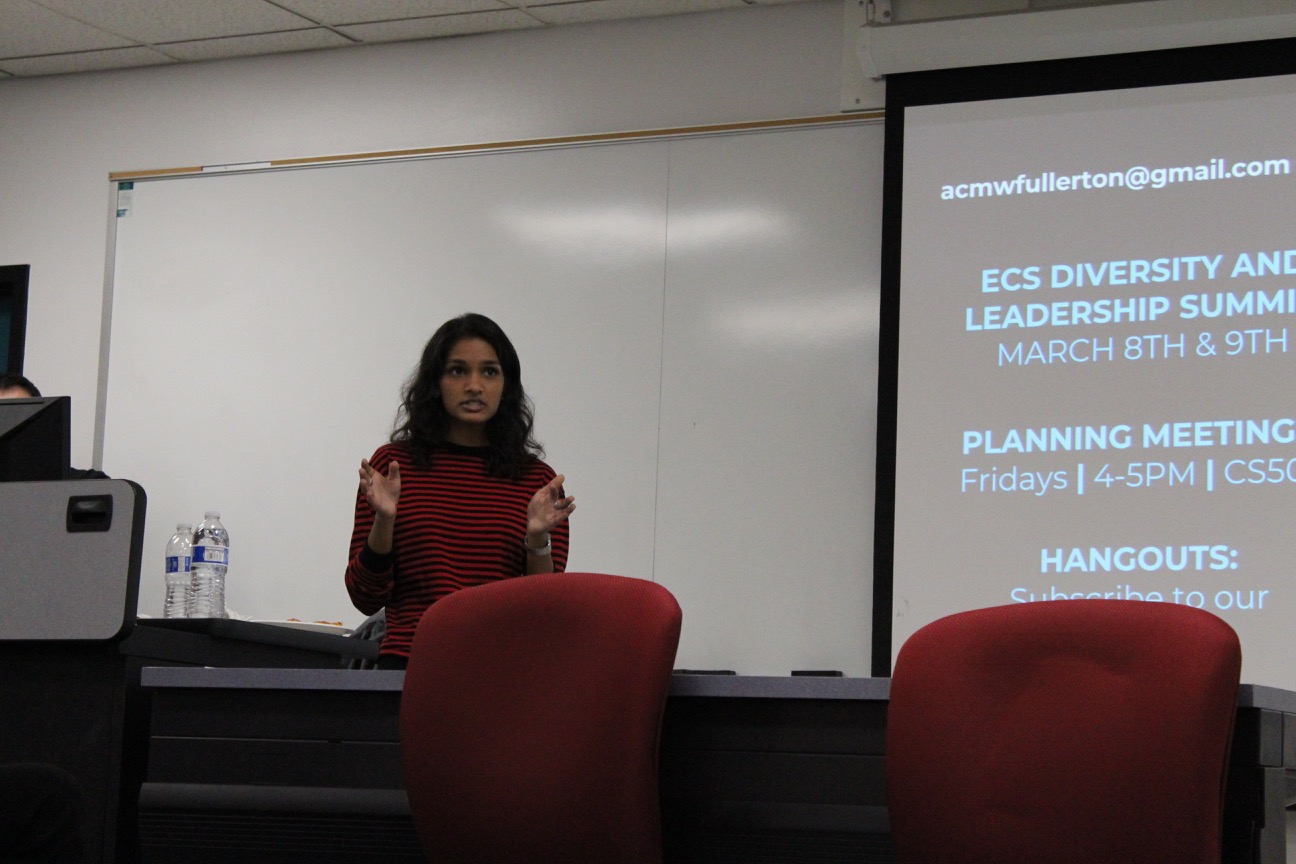 acmwfullerton@gmail.com
ECS DIVERSITY AND
LEADERSHIP SUMMI
MARCH 8TH & 9TH
PLANNING MEETING
Fridays | 4-5PM | CS50
HANGOUTS:
Subscribe to our